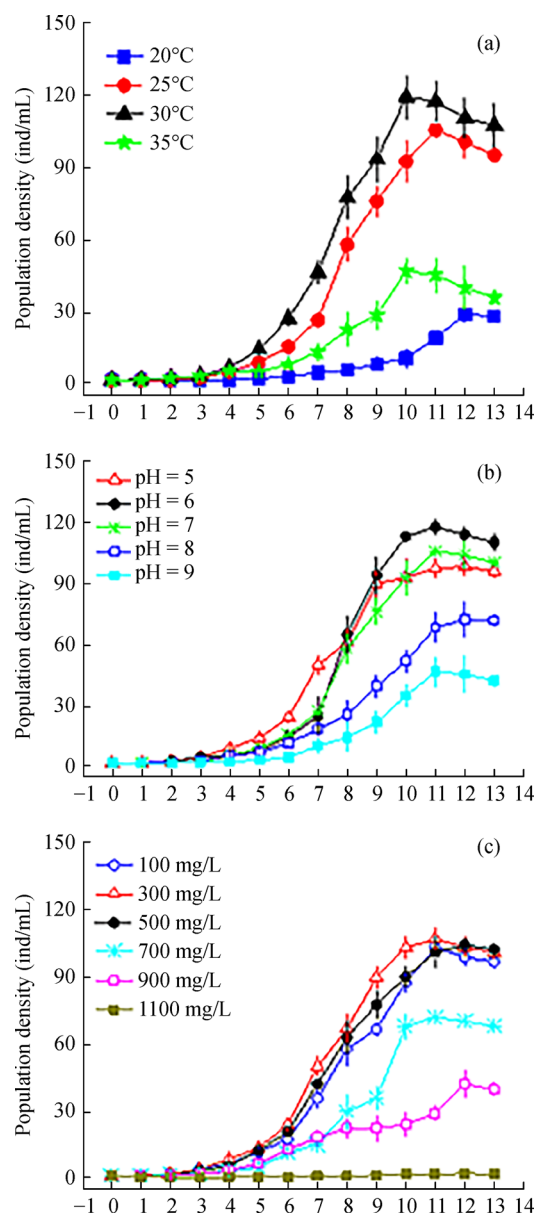 (a)
20°C
25°C
30°C
35°C
Population density (ind/mL)
150
120
90
60
30
0
−1 0 1 2 3 4 5 6 7 8 9 10 11 12 13 14
(b)
pH = 5
pH = 6
pH = 7
pH = 8
pH = 9
Population density (ind/mL)
150
120
90
60
30
0
−1 0 1 2 3 4 5 6 7 8 9 10 11 12 13 14
(c)
100 mg/L
300 mg/L
500 mg/L
700 mg/L
900 mg/L
1100 mg/L
Population density (ind/mL)
150
120
90
60
30
0
−1 0 1 2 3 4 5 6 7 8 9 10 11 12 13 14